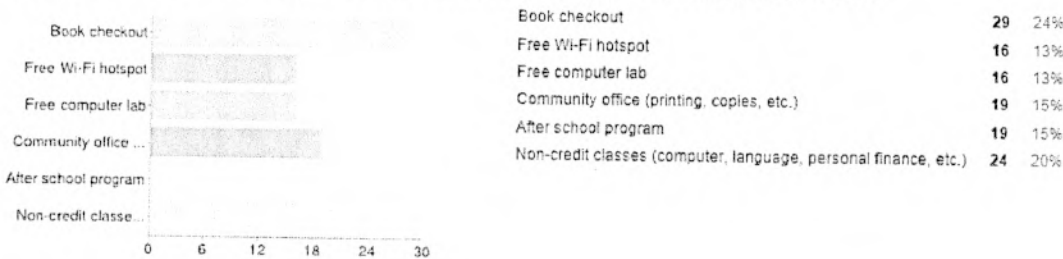 Book checkout
Free Wi-Fi hotspot
Free computer lab
Community office ...
After school program
Non-credit classe...
0 6 12 18 24 30
Book checkout 29 24%
Free Wi-Fi hotspot 16 13%
Free computer lab 16 13%
Community office (printing, copies, etc.) 19 15%
After school program 19 15%
Non-credit classes (computer, language, personal finance, etc.) 24 20%